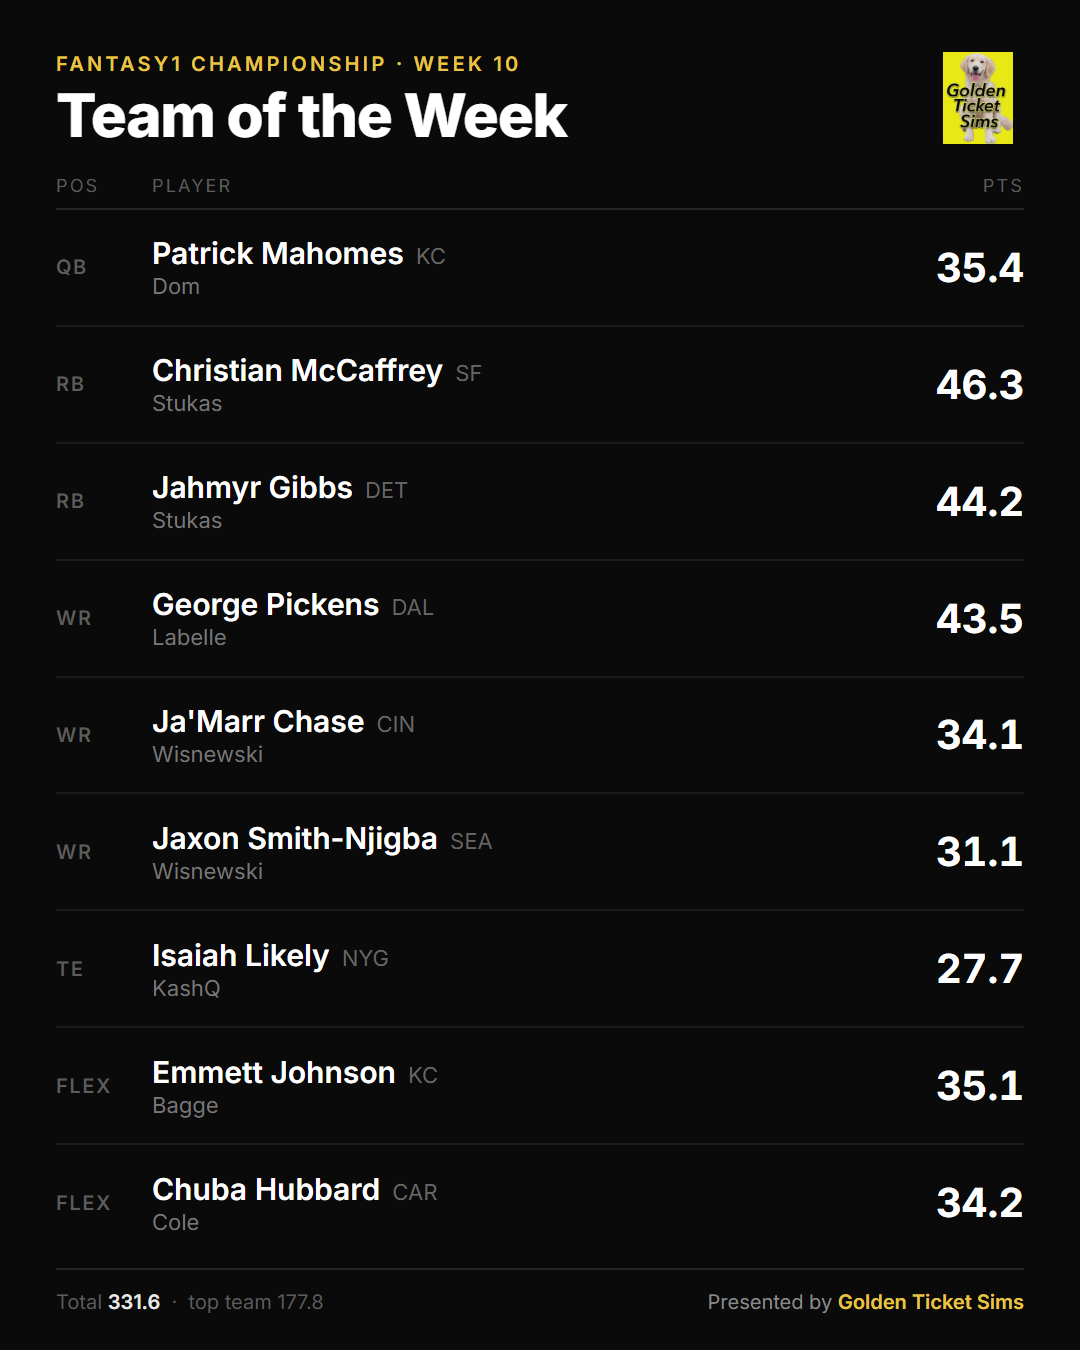 FANTASY1 CHAMPIONSHIP · WEEK 10
Team of the Week
Golden
Ticket
Sims
POS PLAYER PTS
QB Patrick Mahomes KC 35.4
Dom
RB Christian McCaffrey SF 46.3
Stukas
RB Jahmyr Gibbs DET 44.2
Stukas
WR George Pickens DAL 43.5
Labelle
WR Ja'Marr Chase CIN 34.1
Wisnewski
WR Jaxon Smith-Njigba SEA 31.1
Wisnewski
TE Isaiah Likely NYG 27.7
KashQ
FLEX Emmett Johnson KC 35.1
Bagge
FLEX Chuba Hubbard CAR 34.2
Cole
Total 331.6 · top team 177.8 Presented by Golden Ticket Sims